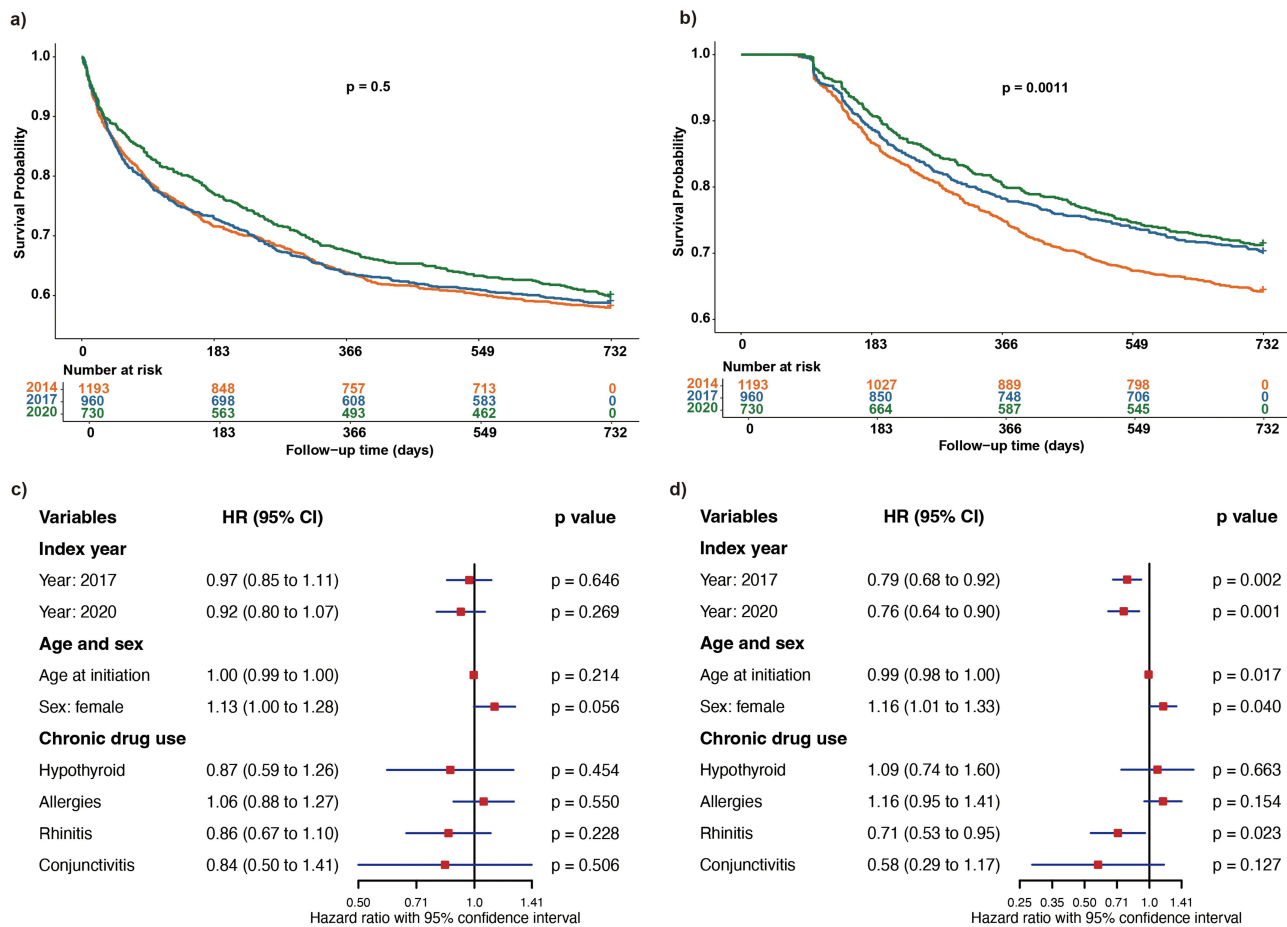 a)
1.0
0.9
0.8
0.7
0.6
Survival Probability
p = 0.5
0 183 366 549 732
Number at risk
2014 1193 848 757 713 0
2017 960 698 608 583 0
2020 730 563 493 462 0
0 183 366 549 732
Follow−up time (days)
b)
1.0
0.9
0.8
0.7
0.6
Survival Probability
p = 0.0011
0 183 366 549 732
Number at risk
2014 1193 1027 889 798 0
2017 960 850 748 706 0
2020 730 664 587 545 0
0 183 366 549 732
Follow−up time (days)
c)
Variables HR (95% CI) p value
Index year
Year: 2017 0.97 (0.85 to 1.11) p = 0.646
Year: 2020 0.92 (0.80 to 1.07) p = 0.269
Age and sex
Age at initiation 1.00 (0.99 to 1.00) p = 0.214
Sex: female 1.13 (1.00 to 1.28) p = 0.056
Chronic drug use
Hypothyroid 0.87 (0.59 to 1.26) p = 0.454
Allergies 1.06 (0.88 to 1.27) p = 0.550
Rhinitis 0.86 (0.67 to 1.10) p = 0.228
Conjunctivitis 0.84 (0.50 to 1.41) p = 0.506
0.50 0.71 1.0 1.41
Hazard ratio with 95% confidence interval
d)
Variables HR (95% CI) p value
Index year
Year: 2017 0.79 (0.68 to 0.92) p = 0.002
Year: 2020 0.76 (0.64 to 0.90) p = 0.001
Age and sex
Age at initiation 0.99 (0.98 to 1.00) p = 0.017
Sex: female 1.16 (1.01 to 1.33) p = 0.040
Chronic drug use
Hypothyroid 1.09 (0.74 to 1.60) p = 0.663
Allergies 1.16 (0.95 to 1.41) p = 0.154
Rhinitis 0.71 (0.53 to 0.95) p = 0.023
Conjunctivitis 0.58 (0.29 to 1.17) p = 0.127
0.25 0.35 0.50 0.71 1.0 1.41
Hazard ratio with 95% confidence interval